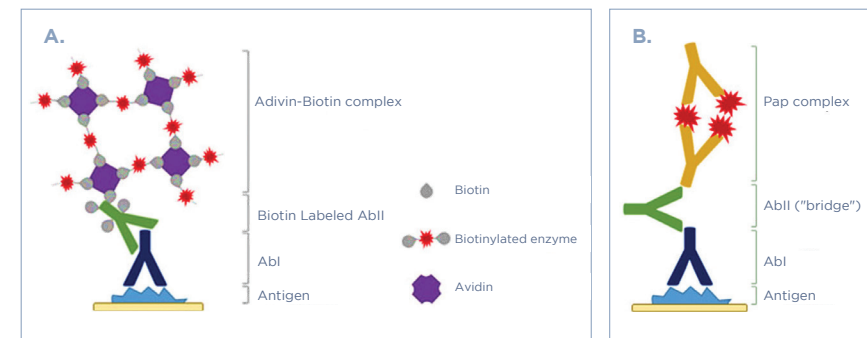 A.
Adivin-Biotin complex
Biotin Labeled AbII
AbI
Antigen
Biotin
Biotinylated enzyme
Avidin
B.
Pap complex
AbII ("bridge")
AbI
Antigen